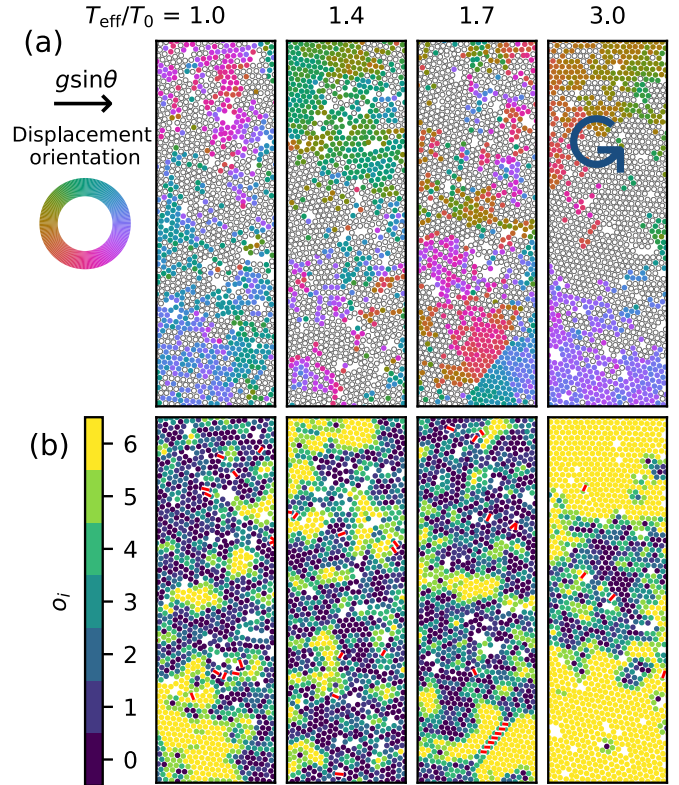 T_eff/T_0 = 1.0 1.4 1.7 3.0
(a)
g sinθ
Displacement
orientation
(b)
6
5
4
3
2
1
0
o_i